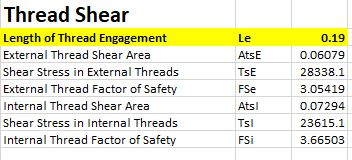 Thread Shear
Length of Thread Engagement Le 0.19
External Thread Shear Area AtsE 0.06079
Shear Stress in External Threads TsE 28338.1
External Thread Factor of Safety FSe 3.05419
Internal Thread Shear Area AtsI 0.07294
Shear Stress in Internal Threads TsI 23615.1
Internal Thread Factor of Safety FSi 3.66503